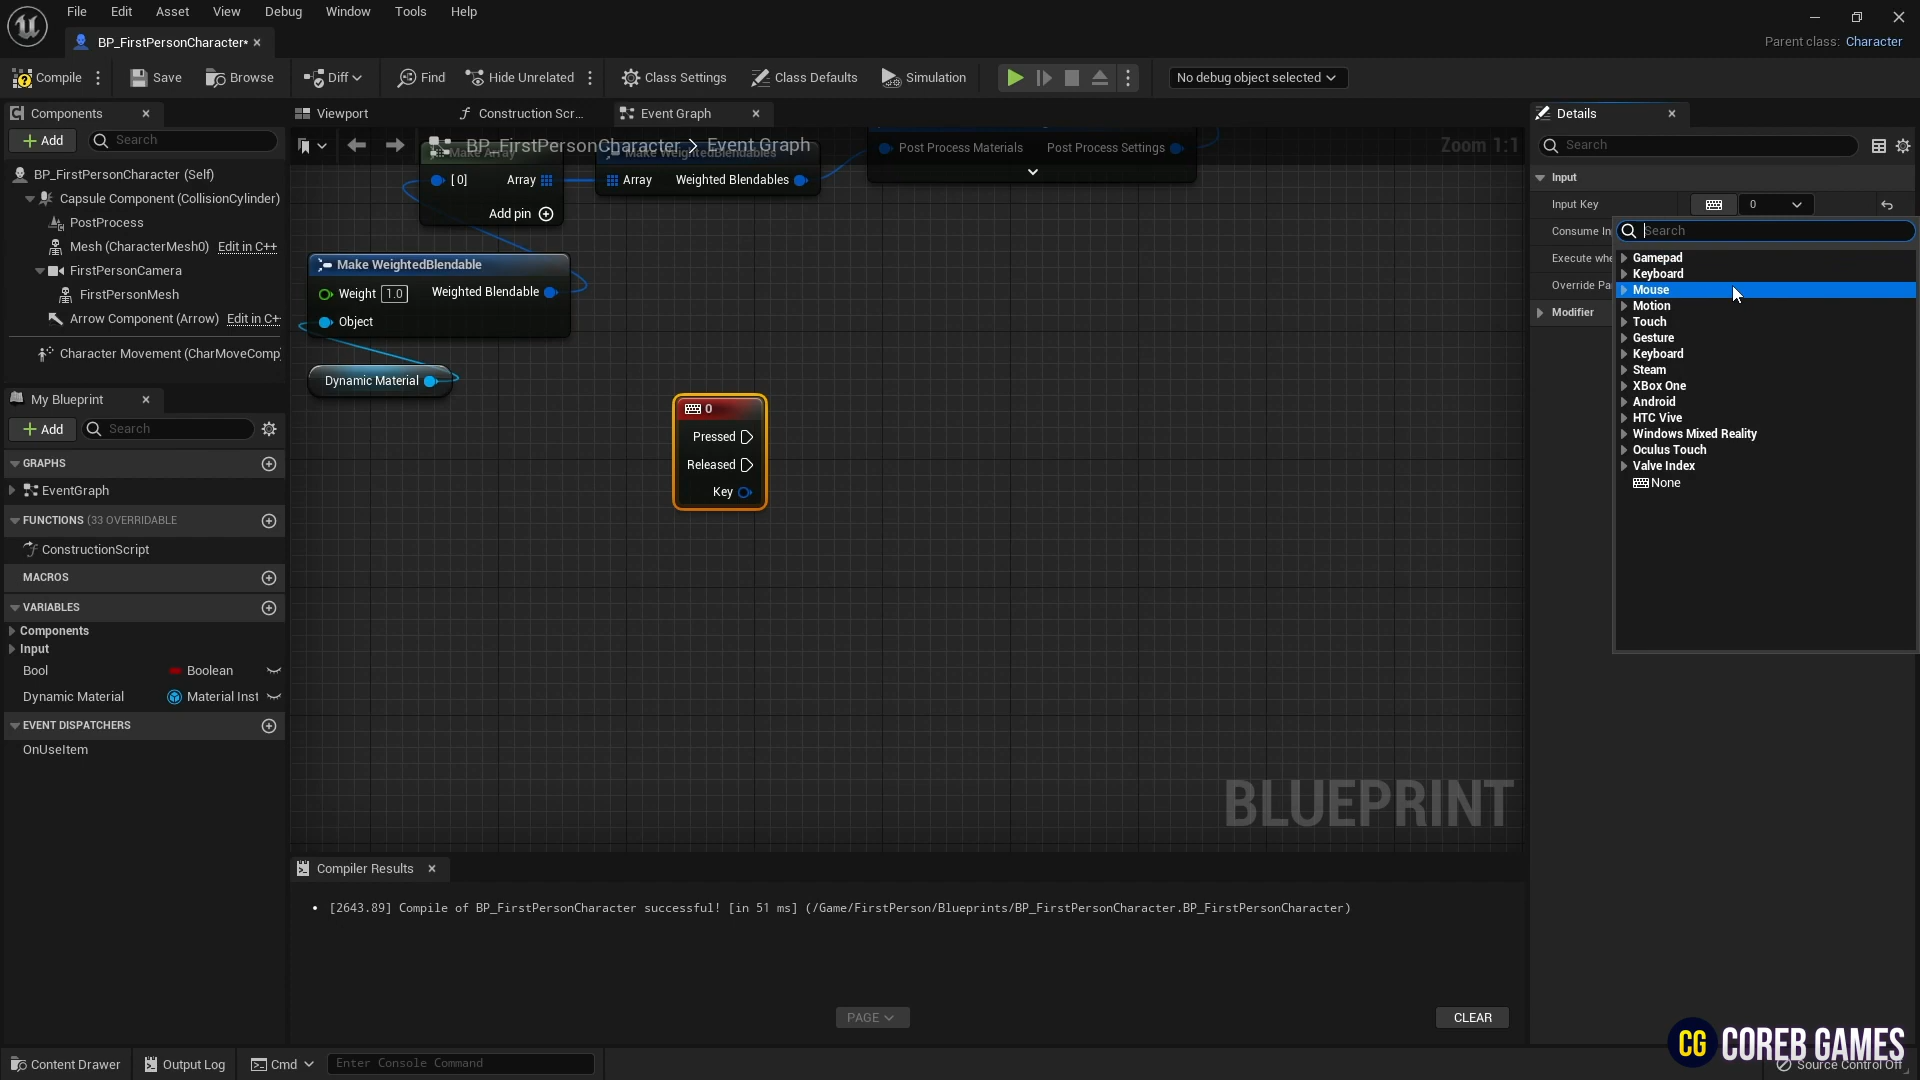 File Edit Asset View Debug Window Tools Help
BP_FirstPersonCharacter*
Parent class: Character
Compile Save Browse Diff Find Hide Unrelated Class Settings Class Defaults Simulation No debug object selected
Components
Add Search
BP_FirstPersonCharacter (Self)
Capsule Component (CollisionCylinder)
PostProcess
Mesh (CharacterMesh0) Edit in C++
FirstPersonCamera
FirstPersonMesh
Arrow Component (Arrow) Edit in C+
Character Movement (CharMoveComp
My Blueprint
Add Search
GRAPHS
EventGraph
FUNCTIONS (33 OVERRIDABLE
ConstructionScript
MACROS
VARIABLES
Components
Input
Bool Boolean
Dynamic Material Material Inst
EVENT DISPATCHERS
OnUseItem
Viewport Construction Scr... Event Graph
BP_FirstPersonCharacter > Event Graph
Zoom 1:1
Make Array Make WeightedBlendables
Post Process Materials Post Process Settings
[0] Array Array Weighted Blendables
Add pin
Make WeightedBlendable
Weight 1.0 Weighted Blendable
Object
Dynamic Material
0
Pressed
Released
Key
BLUEPRINT
Compiler Results
• [2643.89] Compile of BP_FirstPersonCharacter successful! [in 51 ms] (/Game/FirstPerson/Blueprints/BP_FirstPersonCharacter.BP_FirstPersonCharacter)
PAGE
CLEAR
Details
Search
Input
Input Key 0
Consume In
Execute whe
Override Pa
Modifier
Search
Gamepad
Keyboard
Mouse
Motion
Touch
Gesture
Keyboard
Steam
XBox One
Android
HTC Vive
Windows Mixed Reality
Oculus Touch
Valve Index
None
CG COREB GAMES
Content Drawer Output Log Cmd Enter Console Command Source Control Off